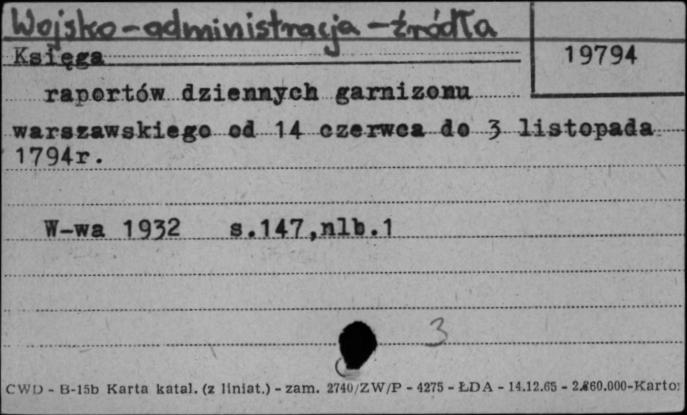 Wojsko-administracja-źródła
Księga
19794
raportów dziennych garnizonu
warszawskiego od 14 czerwca do 3 listopada
1794r.
W-wa 1932 s.147,nlb.1
3
CWD - B-15b Karta katal. (z liniat.) - zam. 2740/ZW/P - 4275 - ŁDA - 14.12.65 - 2.860.000-Karto: